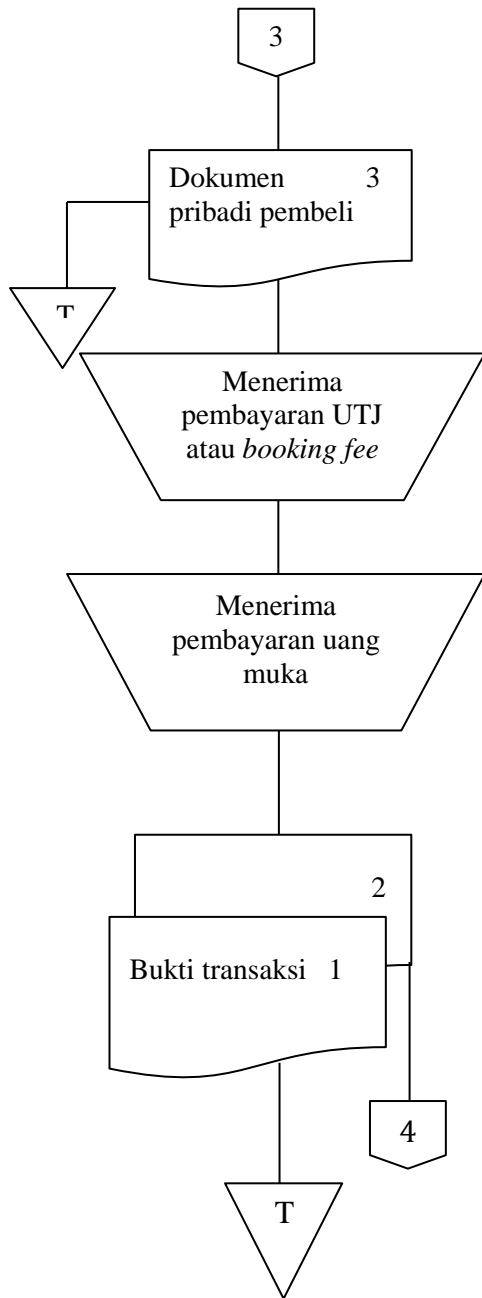 3
Dokumen 3
pribadi pembeli
T
Menerima
pembayaran UTJ
atau booking fee
Menerima
pembayaran uang
muka
2
Bukti transaksi 1
4
T